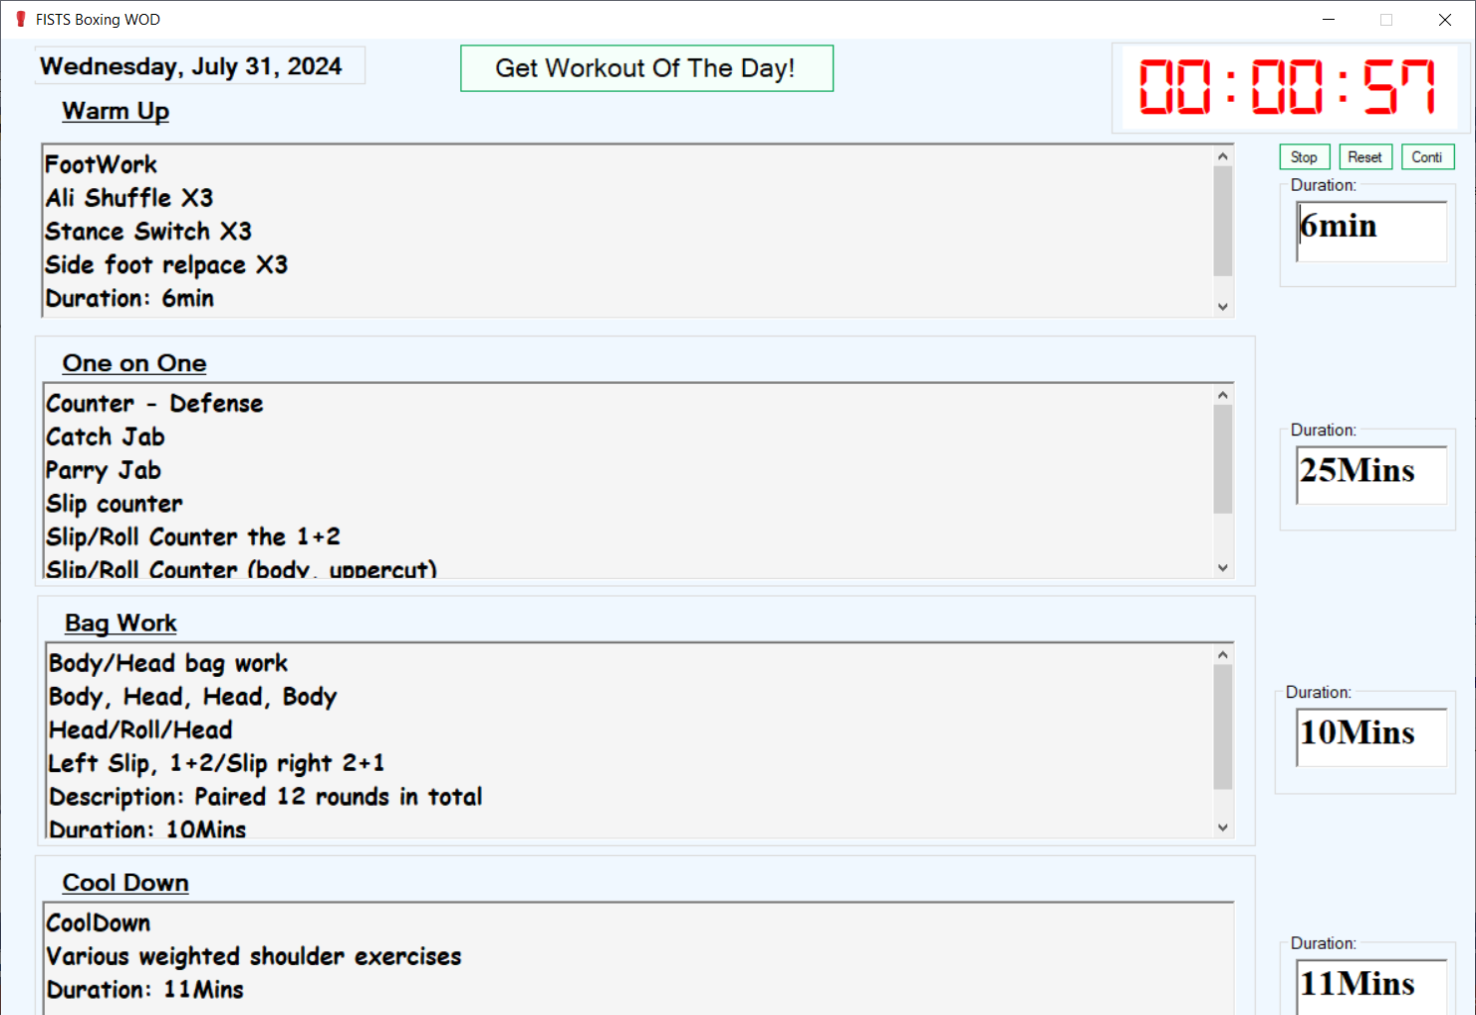 FISTS Boxing WOD
Wednesday, July 31, 2024
Get Workout Of The Day!
00:00:57
Stop
Reset
Conti
Warm Up
FootWork
Ali Shuffle X3
Stance Switch X3
Side foot relpace X3
Duration: 6min
Duration:
6min
One on One
Counter - Defense
Catch Jab
Parry Jab
Slip counter
Slip/Roll Counter the 1+2
Slip/Roll Counter (body, uppercut)
Duration:
25Mins
Bag Work
Body/Head bag work
Body, Head, Head, Body
Head/Roll/Head
Left Slip, 1+2/Slip right 2+1
Description: Paired 12 rounds in total
Duration: 10Mins
Duration:
10Mins
Cool Down
CoolDown
Various weighted shoulder exercises
Duration: 11Mins
Duration:
11Mins